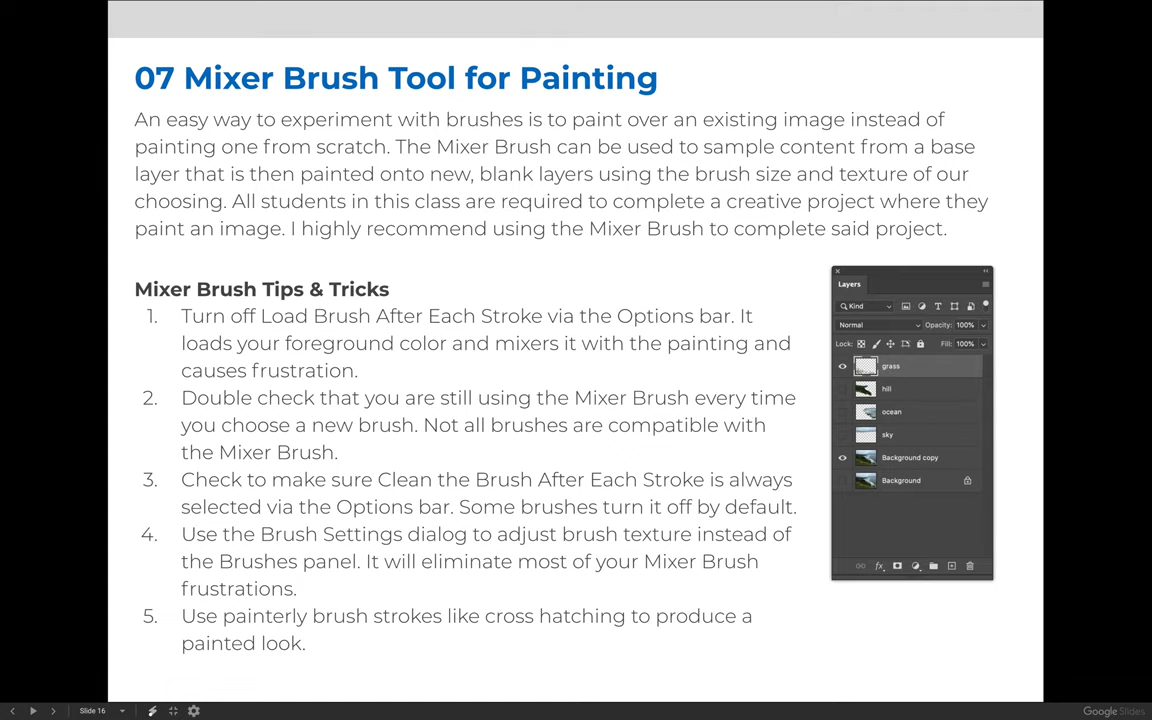 07 Mixer Brush Tool for Painting
An easy way to experiment with brushes is to paint over an existing image instead of
painting one from scratch. The Mixer Brush can be used to sample content from a base
layer that is then painted onto new, blank layers using the brush size and texture of our
choosing. All students in this class are required to complete a creative project where they
paint an image. I highly recommend using the Mixer Brush to complete said project.
Mixer Brush Tips & Tricks
1. Turn off Load Brush After Each Stroke via the Options bar. It
loads your foreground color and mixers it with the painting and
causes frustration.
2. Double check that you are still using the Mixer Brush every time
you choose a new brush. Not all brushes are compatible with
the Mixer Brush.
3. Check to make sure Clean the Brush After Each Stroke is always
selected via the Options bar. Some brushes turn it off by default.
4. Use the Brush Settings dialog to adjust brush texture instead of
the Brushes panel. It will eliminate most of your Mixer Brush
frustrations.
5. Use painterly brush strokes like cross hatching to produce a
painted look.
Layers
Kind
Normal Opacity: 100%
Lock: Fill: 100%
grass
hill
ocean
sky
Background copy
Background
fx
Slide 16
Google Slides